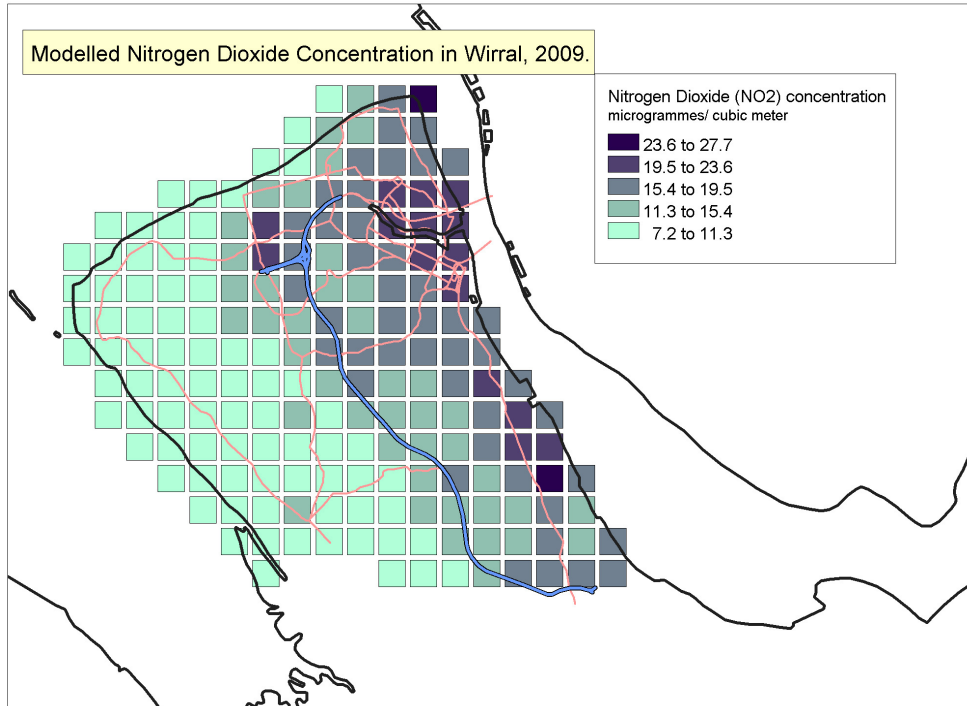 Modelled Nitrogen Dioxide Concentration in Wirral, 2009.
Nitrogen Dioxide (NO2) concentration
microgrammes/ cubic meter
23.6 to 27.7
19.5 to 23.6
15.4 to 19.5
11.3 to 15.4
7.2 to 11.3